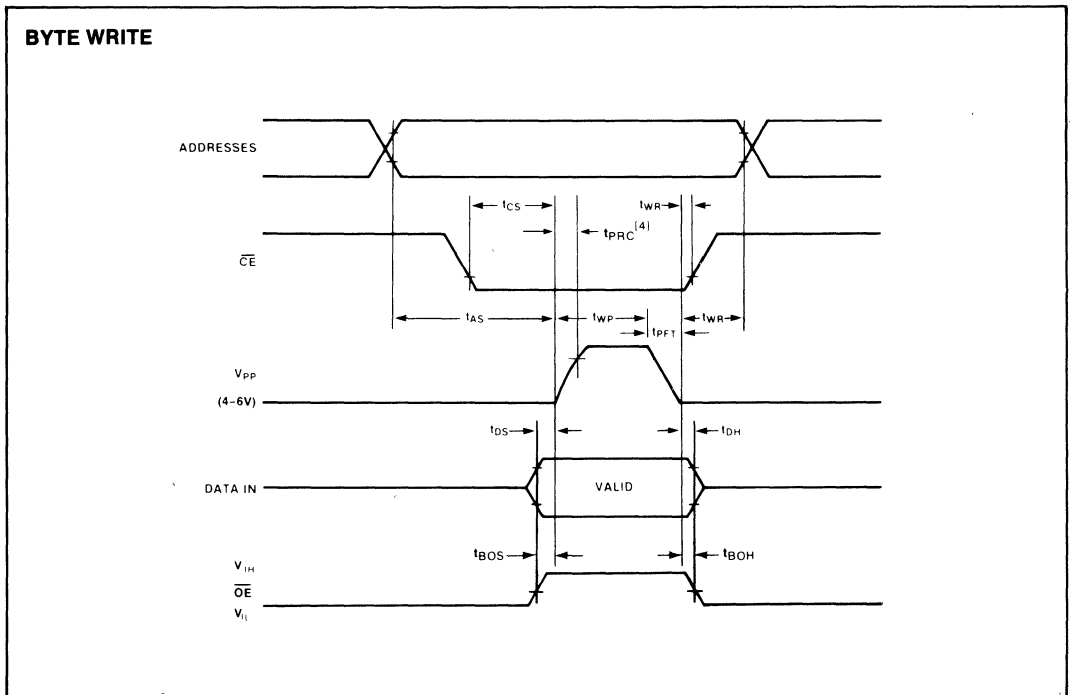 BYTE WRITE
ADDRESSES
tCS
tWR
tPRC(4)
CE
tAS
tWP
tWR
tPFT
VPP
(4-6V)
tDS
tDH
DATA IN
VALID
tBOS
tBOH
VIH
OE
VIL